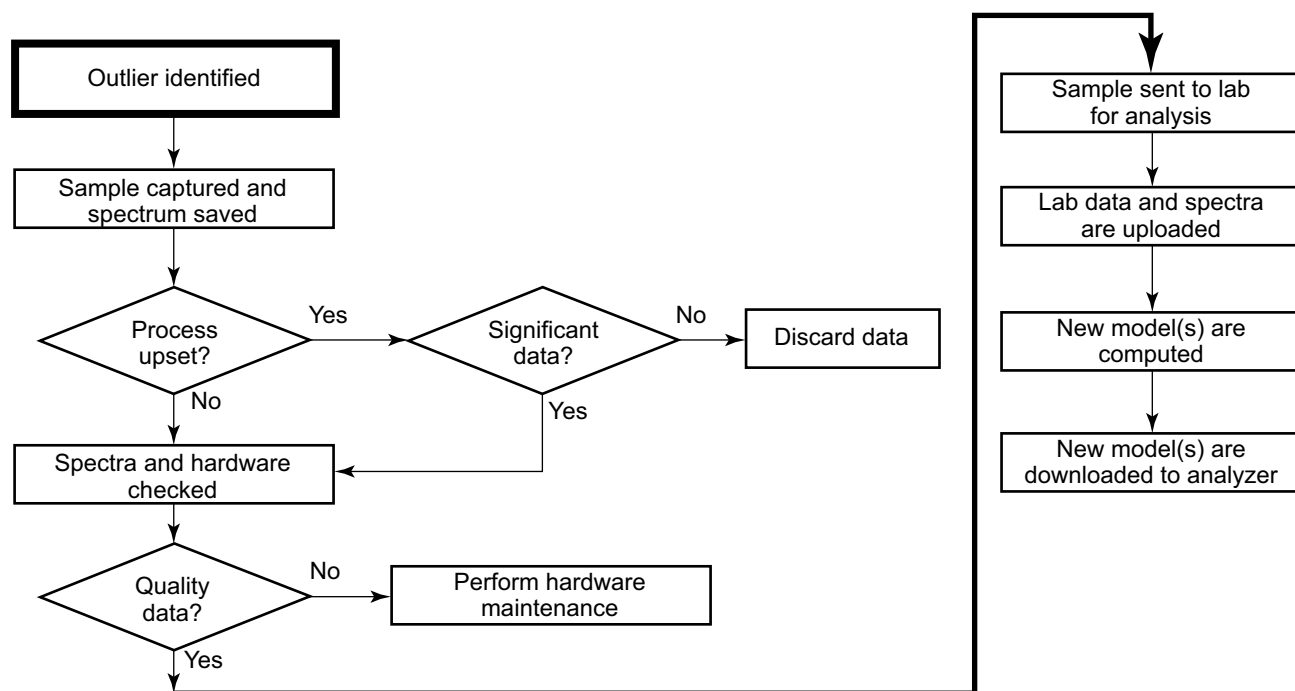 Outlier identified
Sample captured and
spectrum saved
Process
upset?
Yes
No
Significant
data?
No
Yes
Discard data
Spectra and hardware
checked
Quality
data?
No
Yes
Perform hardware
maintenance
Sample sent to lab
for analysis
Lab data and spectra
are uploaded
New model(s) are
computed
New model(s) are
downloaded to analyzer